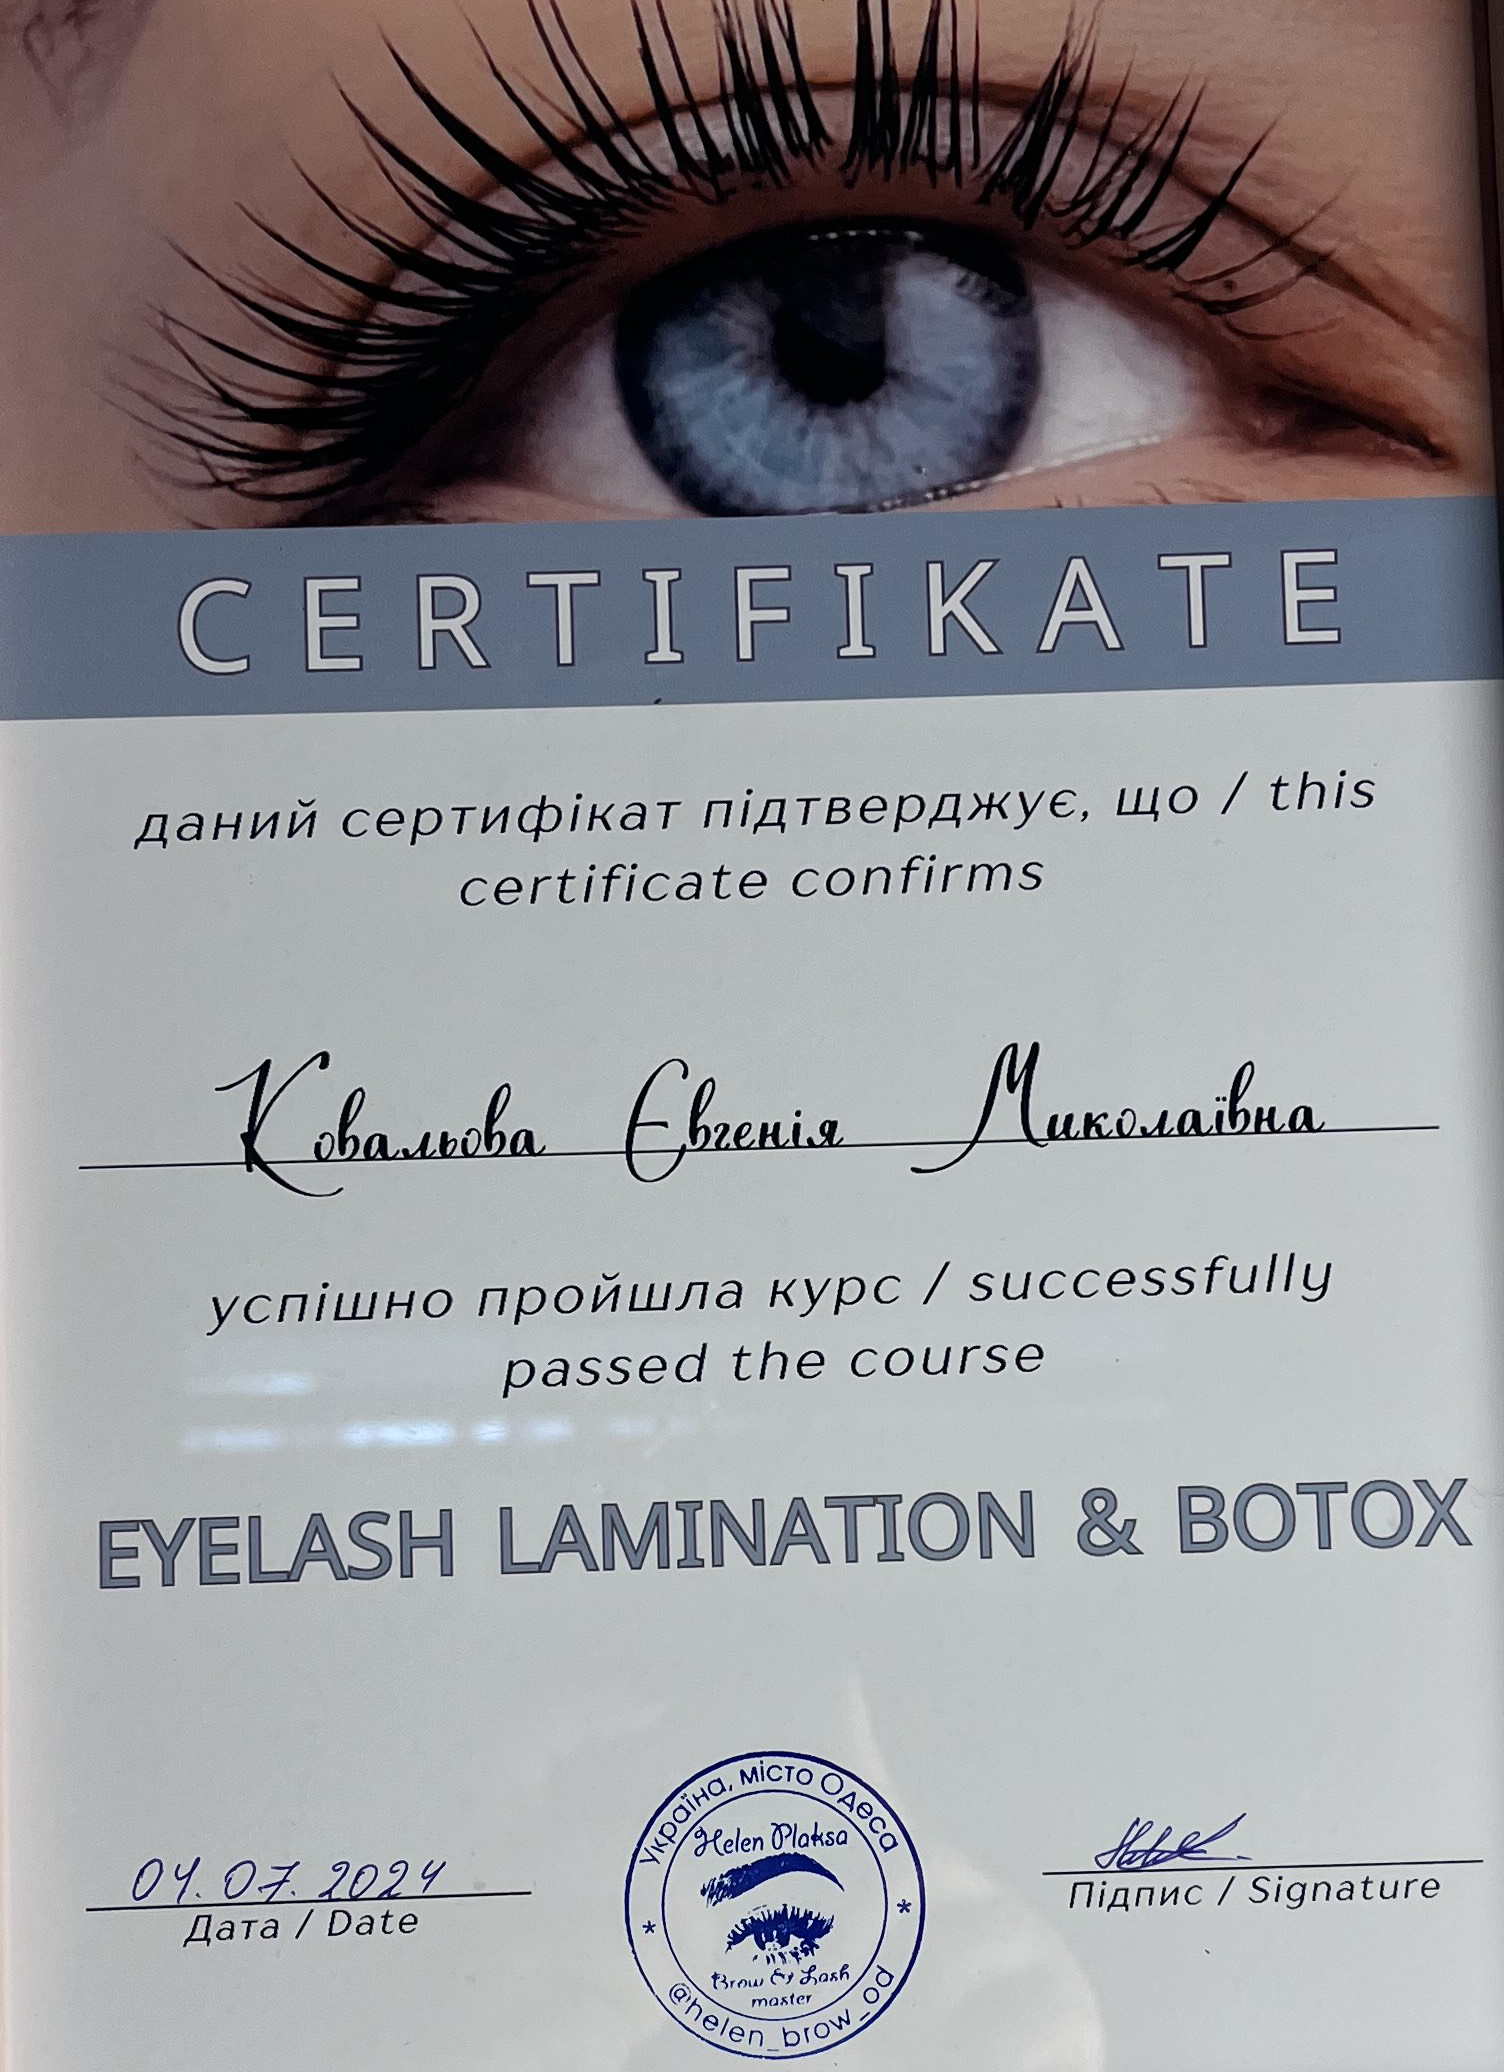 CERTIFIKATE
даний сертифікат підтверджує, що / this
certificate confirms
Ковальова Євгенія Миколаївна
успішно пройшла курс / successfully
passed the course
EYELASH LAMINATION & BOTOX
04.07.2024
Дата / Date
Україна, місто Одеса
Helen Plaksa
Brow & Lash
master
@helen_brow_od
Підпис / Signature